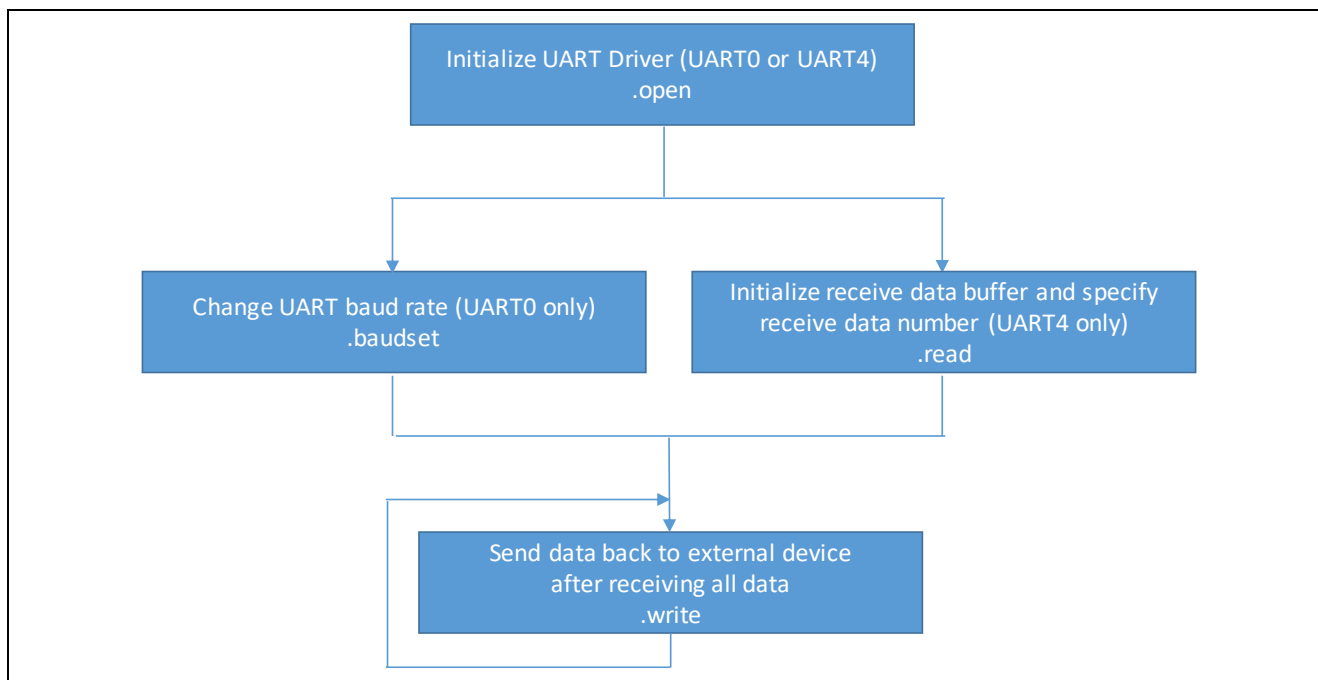 Initialize UART Driver (UART0 or UART4)
.open
Change UART baud rate (UART0 only)
.baudset
Initialize receive data buffer and specify
receive data number (UART4 only)
.read
Send data back to external device
after receiving all data
.write